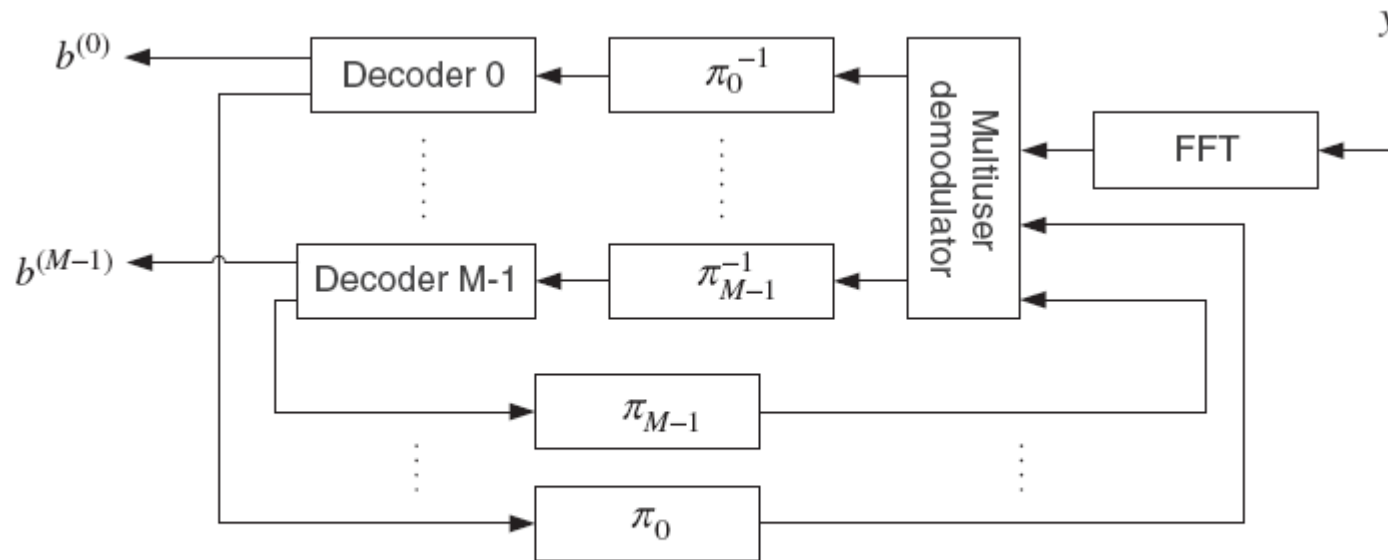 b^{(0)}
Decoder 0
π_0^{-1}
Multiuser
demodulator
FFT
y
b^{(M-1)}
Decoder M-1
π_{M-1}^{-1}
π_{M-1}
π_0